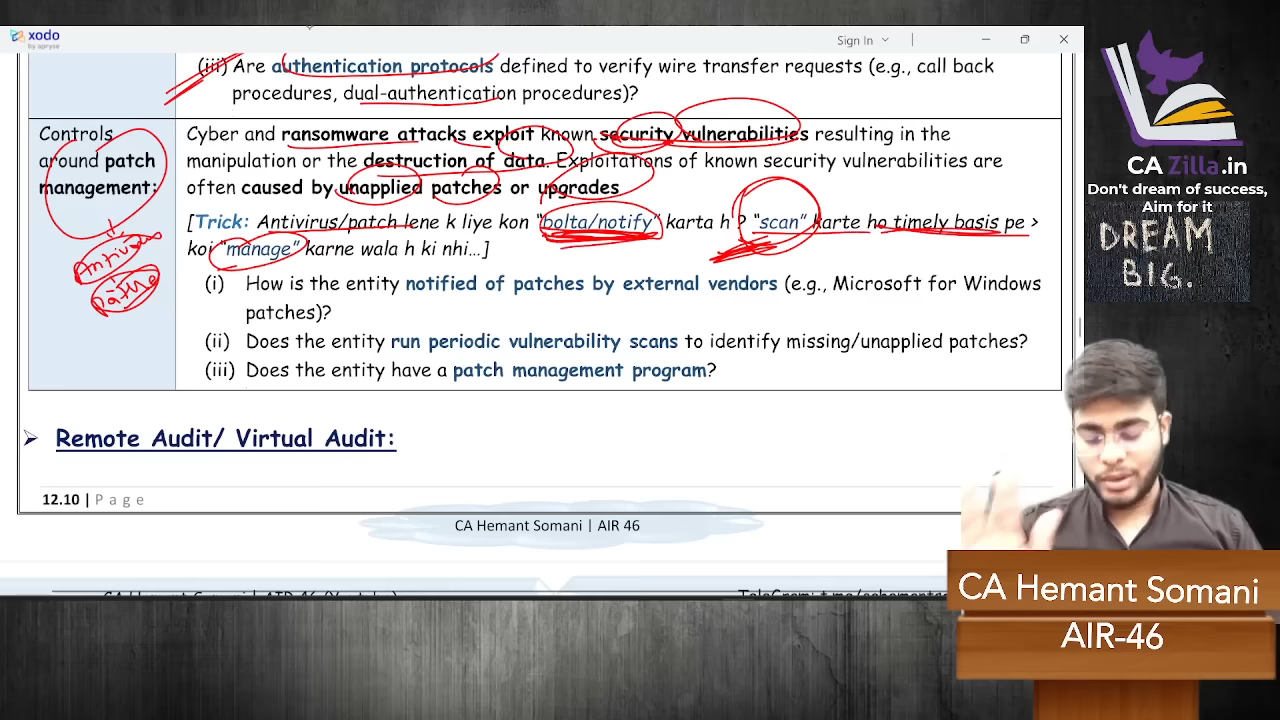 xodo
by apryse
Sign In
(iii) Are authentication protocols defined to verify wire transfer requests (e.g., call back
procedures, dual-authentication procedures)?
Controls
around patch
management:
Antivirus
Patche
Cyber and ransomware attacks exploit known security vulnerabilities resulting in the
manipulation or the destruction of data. Exploitations of known security vulnerabilities are
often caused by unapplied patches or upgrades
[Trick: Antivirus/patch lene k liye kon "bolta/notify" karta h ? "scan" karte ho timely basis pe >
koi "manage" karne wala h ki nhi…]
(i) How is the entity notified of patches by external vendors (e.g., Microsoft for Windows
patches)?
(ii) Does the entity run periodic vulnerability scans to identify missing/unapplied patches?
(iii) Does the entity have a patch management program?
➢ Remote Audit/ Virtual Audit:
12.10 | Page
CA Hemant Somani | AIR 46
CA Zilla.in
Don't dream of success,
Aim for it
DREAM
BIG.
CA Hemant Somani
AIR-46